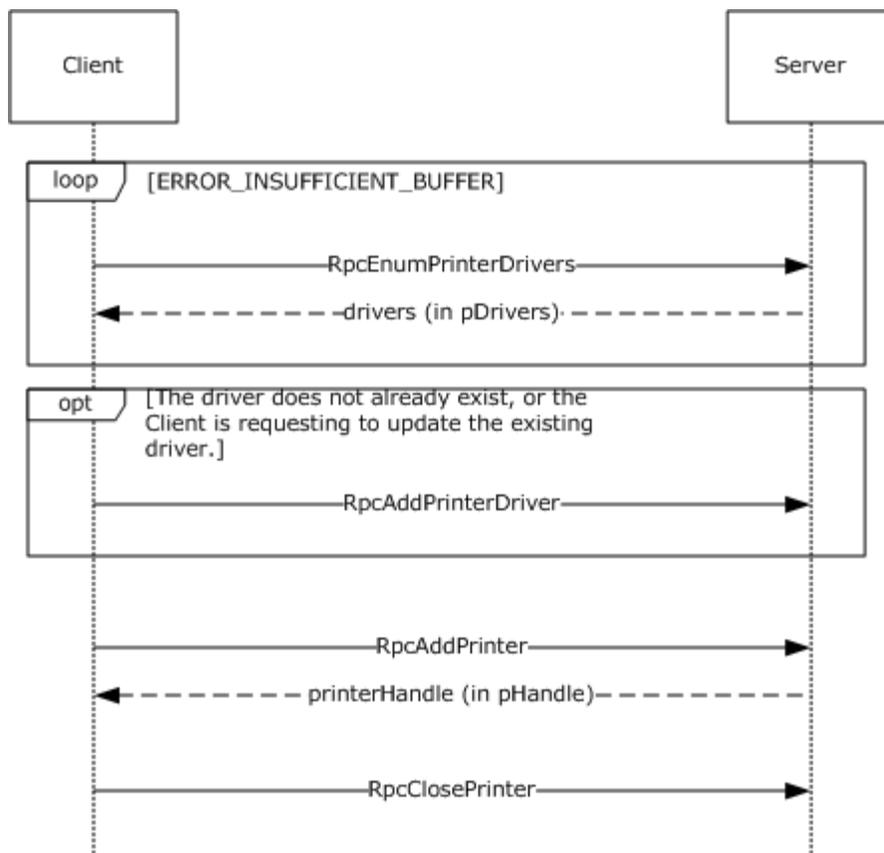 Client
Server
loop
[ERROR_INSUFFICIENT_BUFFER]
RpcEnumPrinterDrivers
drivers (in pDrivers)
opt
[The driver does not already exist, or the
Client is requesting to update the existing
driver.]
RpcAddPrinterDriver
RpcAddPrinter
printerHandle (in pHandle)
RpcClosePrinter